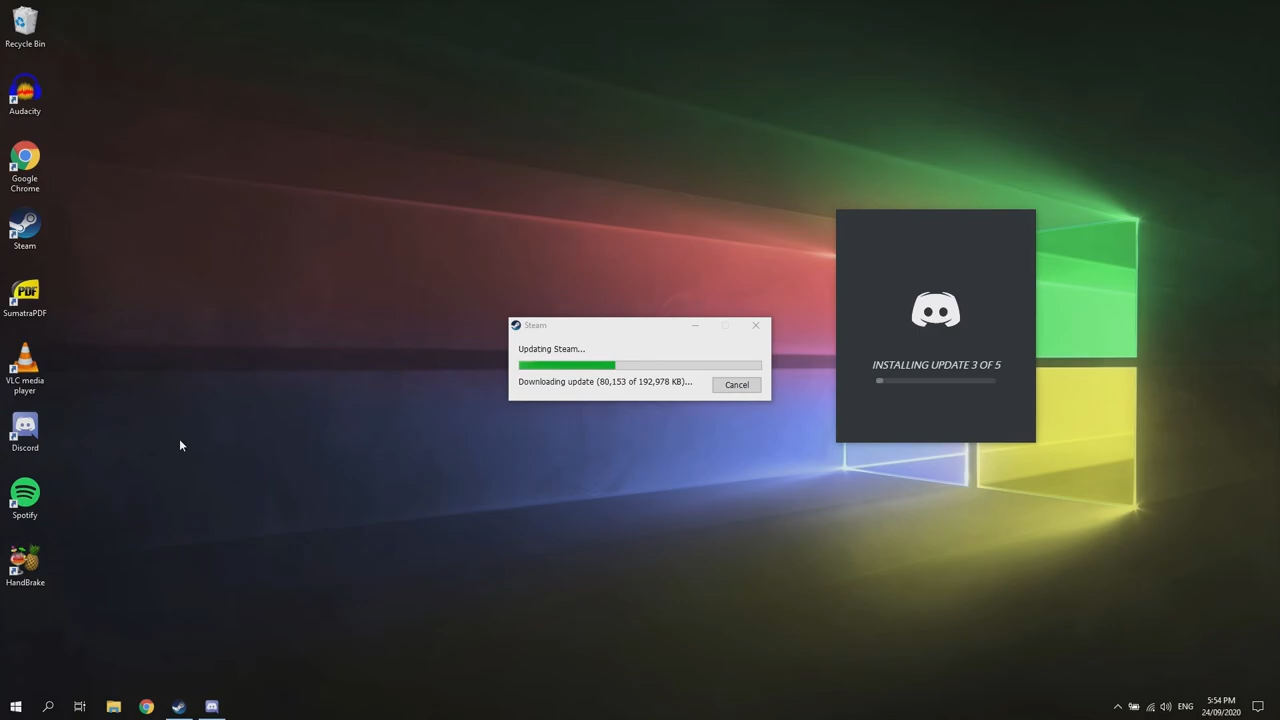 Recycle Bin
Audacity
Google
Chrome
Steam
PDF
SumatraPDF
VLC media
player
Discord
Spotify
HandBrake
Steam
Updating Steam...
Downloading update (80,153 of 192,978 KB)...
Cancel
INSTALLING UPDATE 3 OF 5
ENG
5:54 PM
24/09/2020